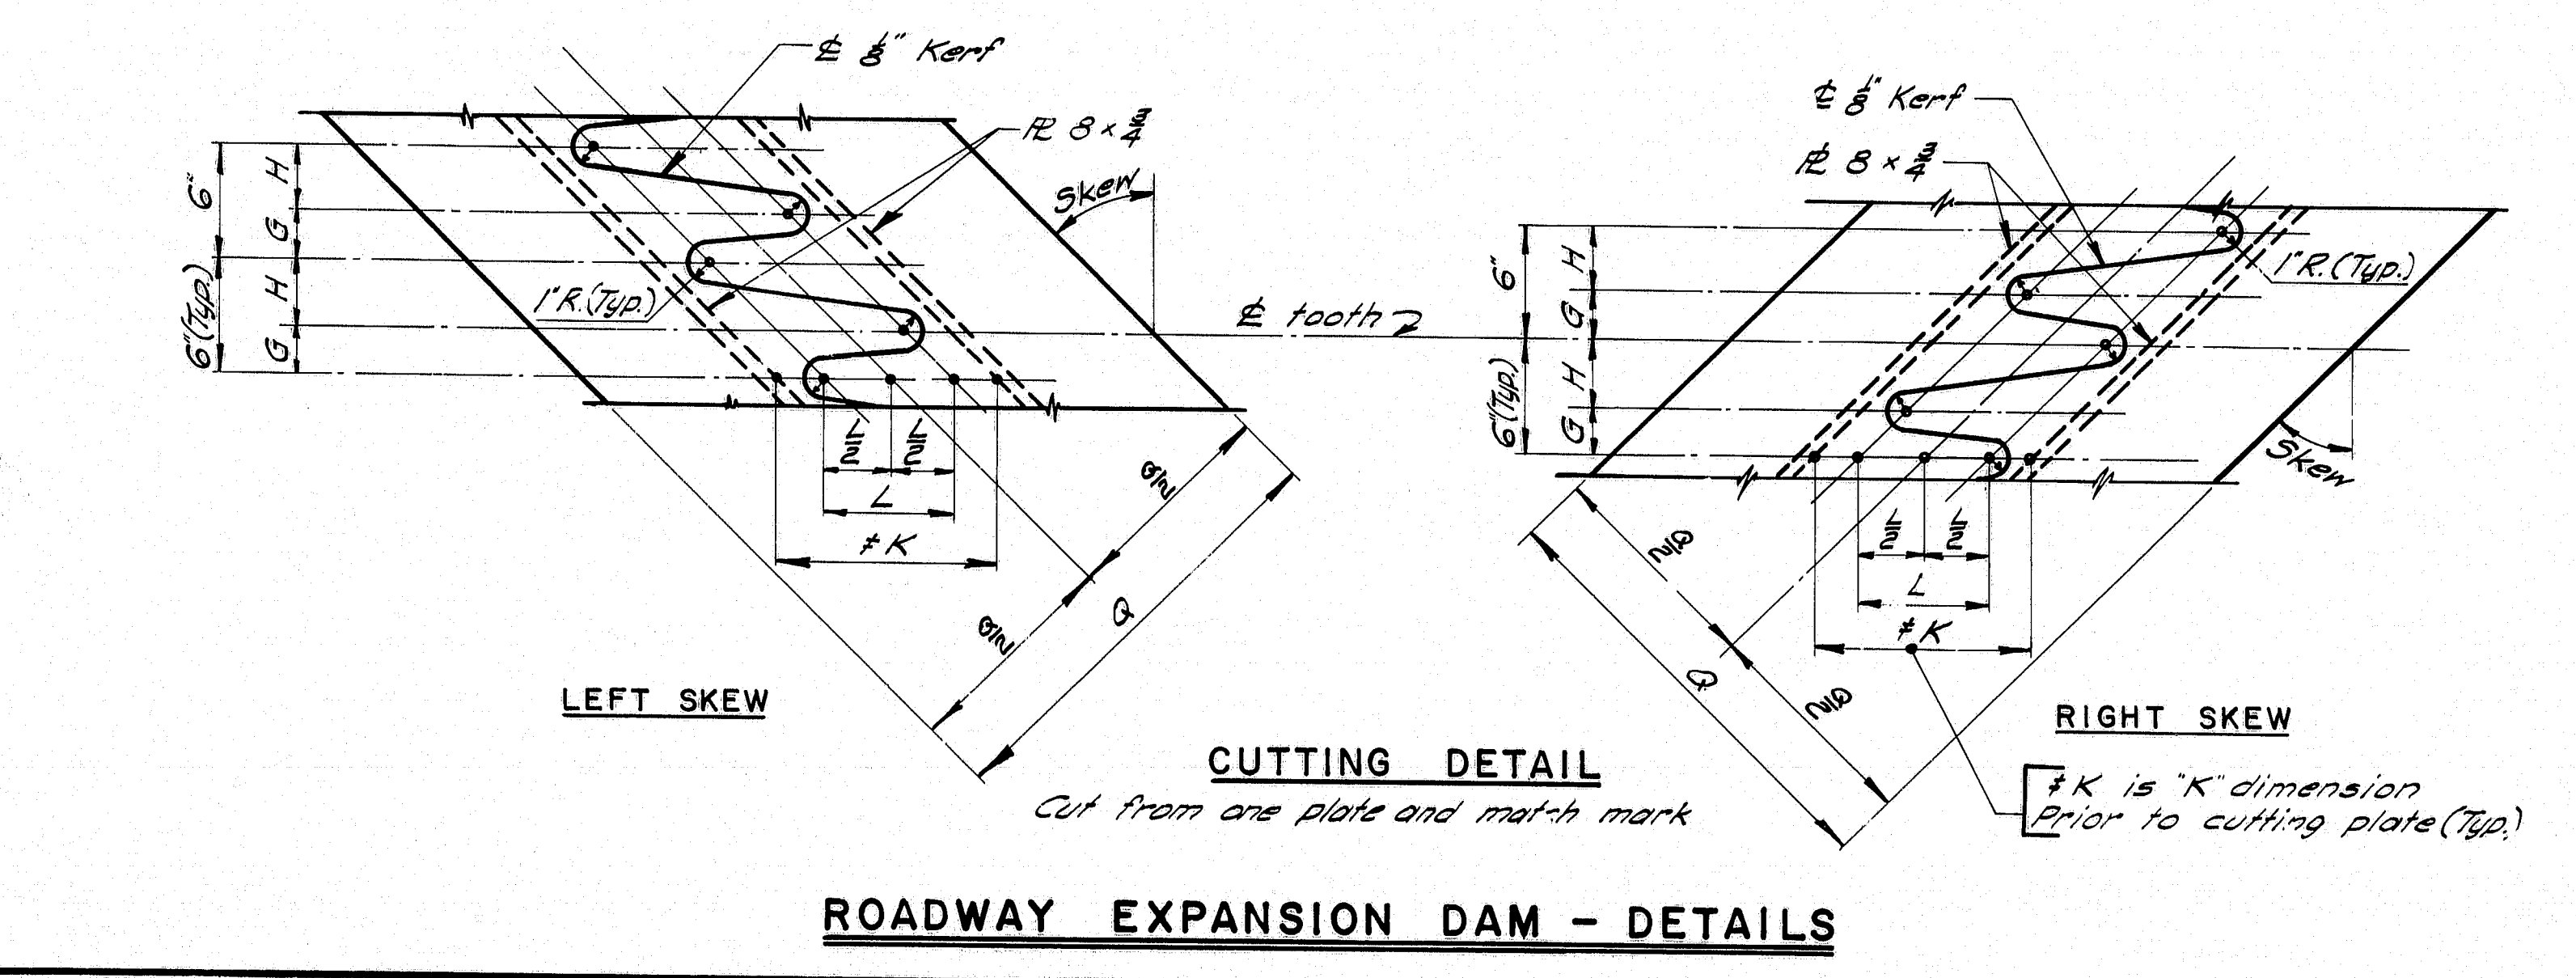 ℄ 1/8" Kerf
PL 8 x 3/4
Skew
6"
H
G
6"(Typ.)
H
G
1"R.(Typ.)
L/2
L/2
L
‡ K
Q/2
Q/2
Q
LEFT SKEW
℄ tooth
℄ 1/8" Kerf
PL 8 x 3/4
1"R.(Typ.)
6"
H
G
6"(Typ.)
H
G
Skew
L/2
L/2
L
‡ K
Q/2
Q/2
Q
RIGHT SKEW
‡ K is "K" dimension
Prior to cutting plate (Typ.)
CUTTING DETAIL
Cut from one plate and match mark
ROADWAY EXPANSION DAM - DETAILS